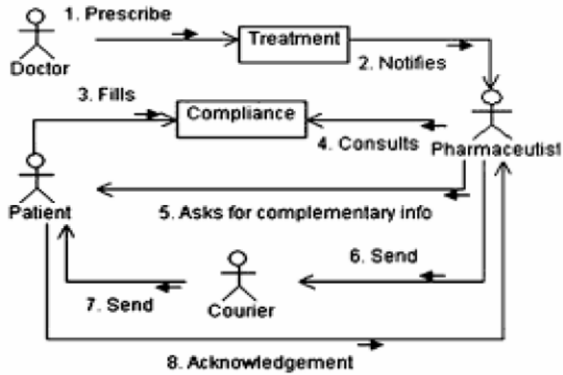 1. Prescribe
Treatment
Doctor
2. Notifies
3. Fills
Compliance
4. Consults
Pharmaceutist
Patient
5. Asks for complementary info
6. Send
7. Send
Courier
8. Acknowledgement